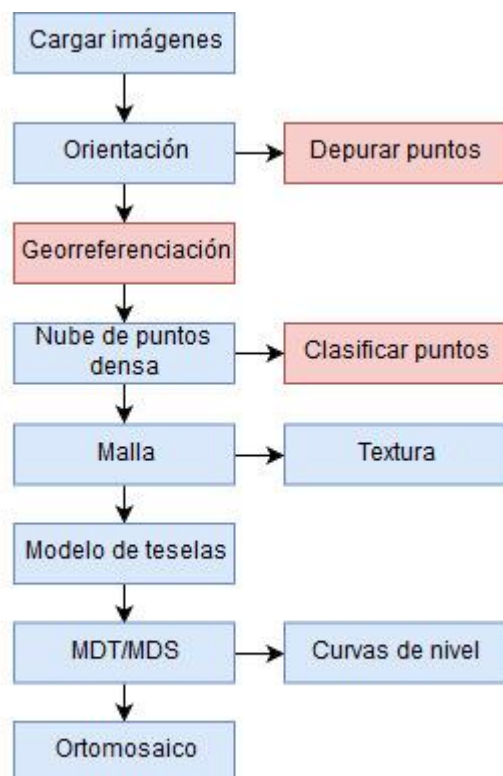 Cargar imágenes
Orientación
Depurar puntos
Georreferenciación
Nube de puntos
densa
Clasificar puntos
Malla
Textura
Modelo de teselas
MDT/MDS
Curvas de nivel
Ortomosaico